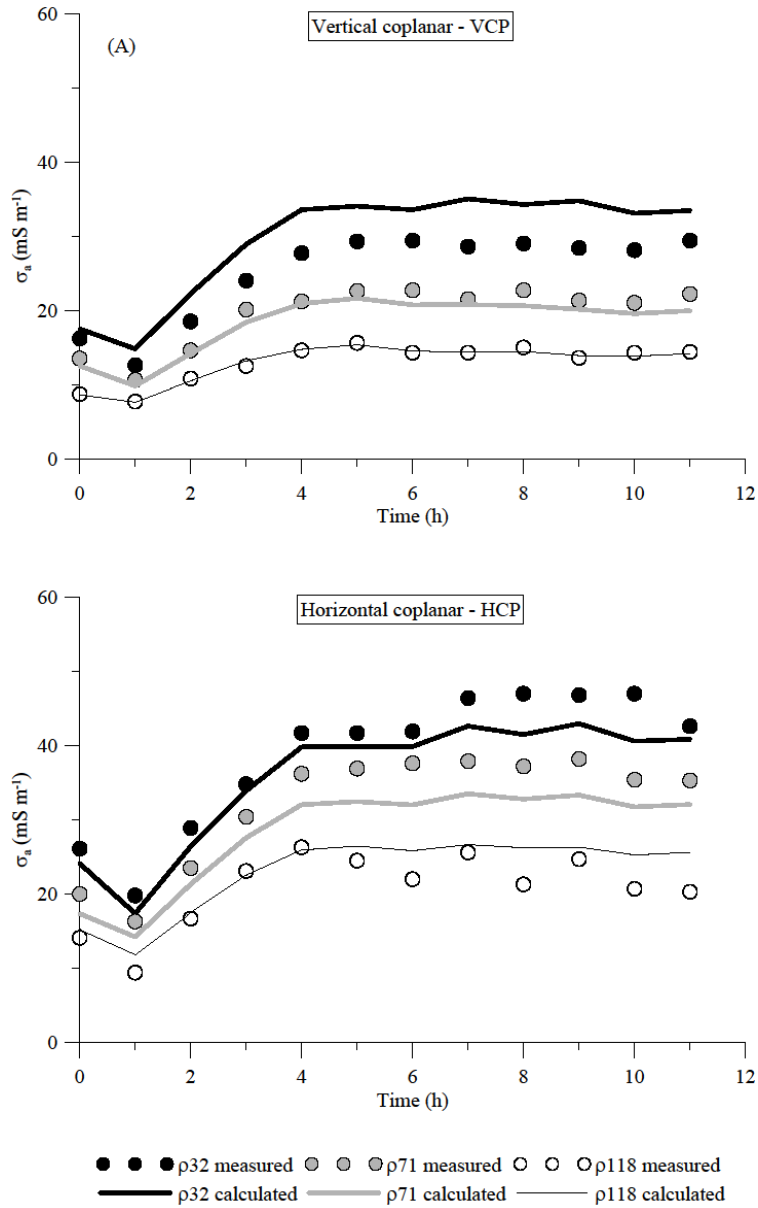 Vertical coplanar - VCP
(A)
60
40
20
0
σa (mS m-1)
0 2 4 6 8 10 12
Time (h)
Horizontal coplanar - HCP
60
40
20
0
σa (mS m-1)
0 2 4 6 8 10 12
Time (h)
ρ32 measured ρ71 measured ρ118 measured
ρ32 calculated ρ71 calculated ρ118 calculated